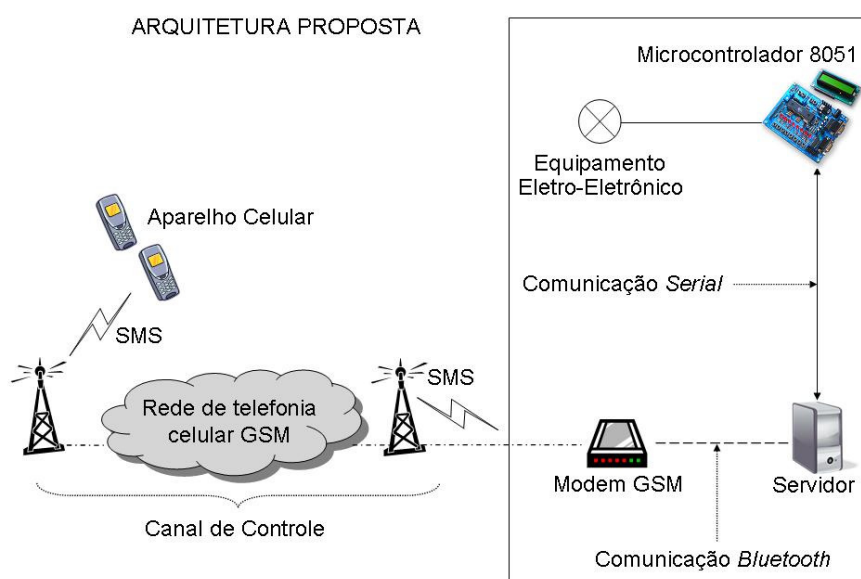 ARQUITETURA PROPOSTA
Microcontrolador 8051
Equipamento
Eletro-Eletrônico
Aparelho Celular
Comunicação Serial
SMS
SMS
Rede de telefonia
celular GSM
Modem GSM
Servidor
Canal de Controle
Comunicação Bluetooth